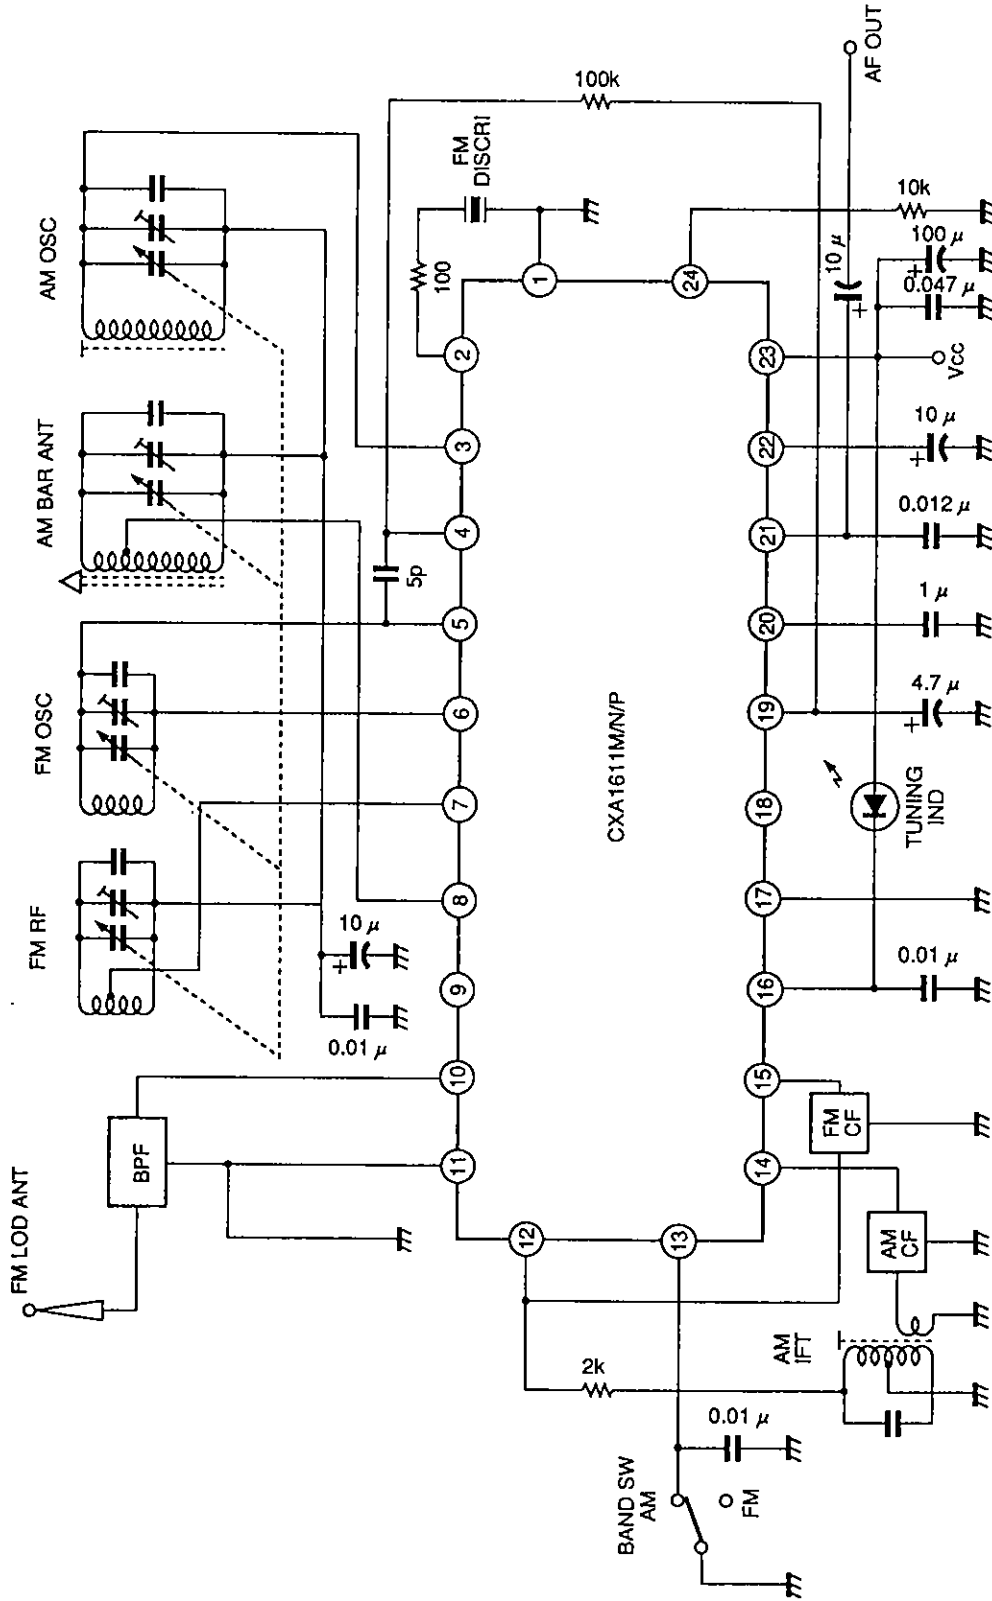 FM LOD ANT
FM RF
FM OSC
AM BAR ANT
AM OSC
BPF
0.01 μ
10 μ
5p
100
FM
DISCRI
100k
11
10
9
8
7
6
5
4
3
2
12
1
CXA1611M/N/P
13
24
14
15
16
17
18
19
20
21
22
23
BAND SW
AM
FM
0.01 μ
2k
AM
IFT
AM
CF
FM
CF
0.01 μ
TUNING
IND
4.7 μ
1 μ
0.012 μ
10 μ
Vcc
10 μ
0.047 μ
100 μ
10k
AF OUT